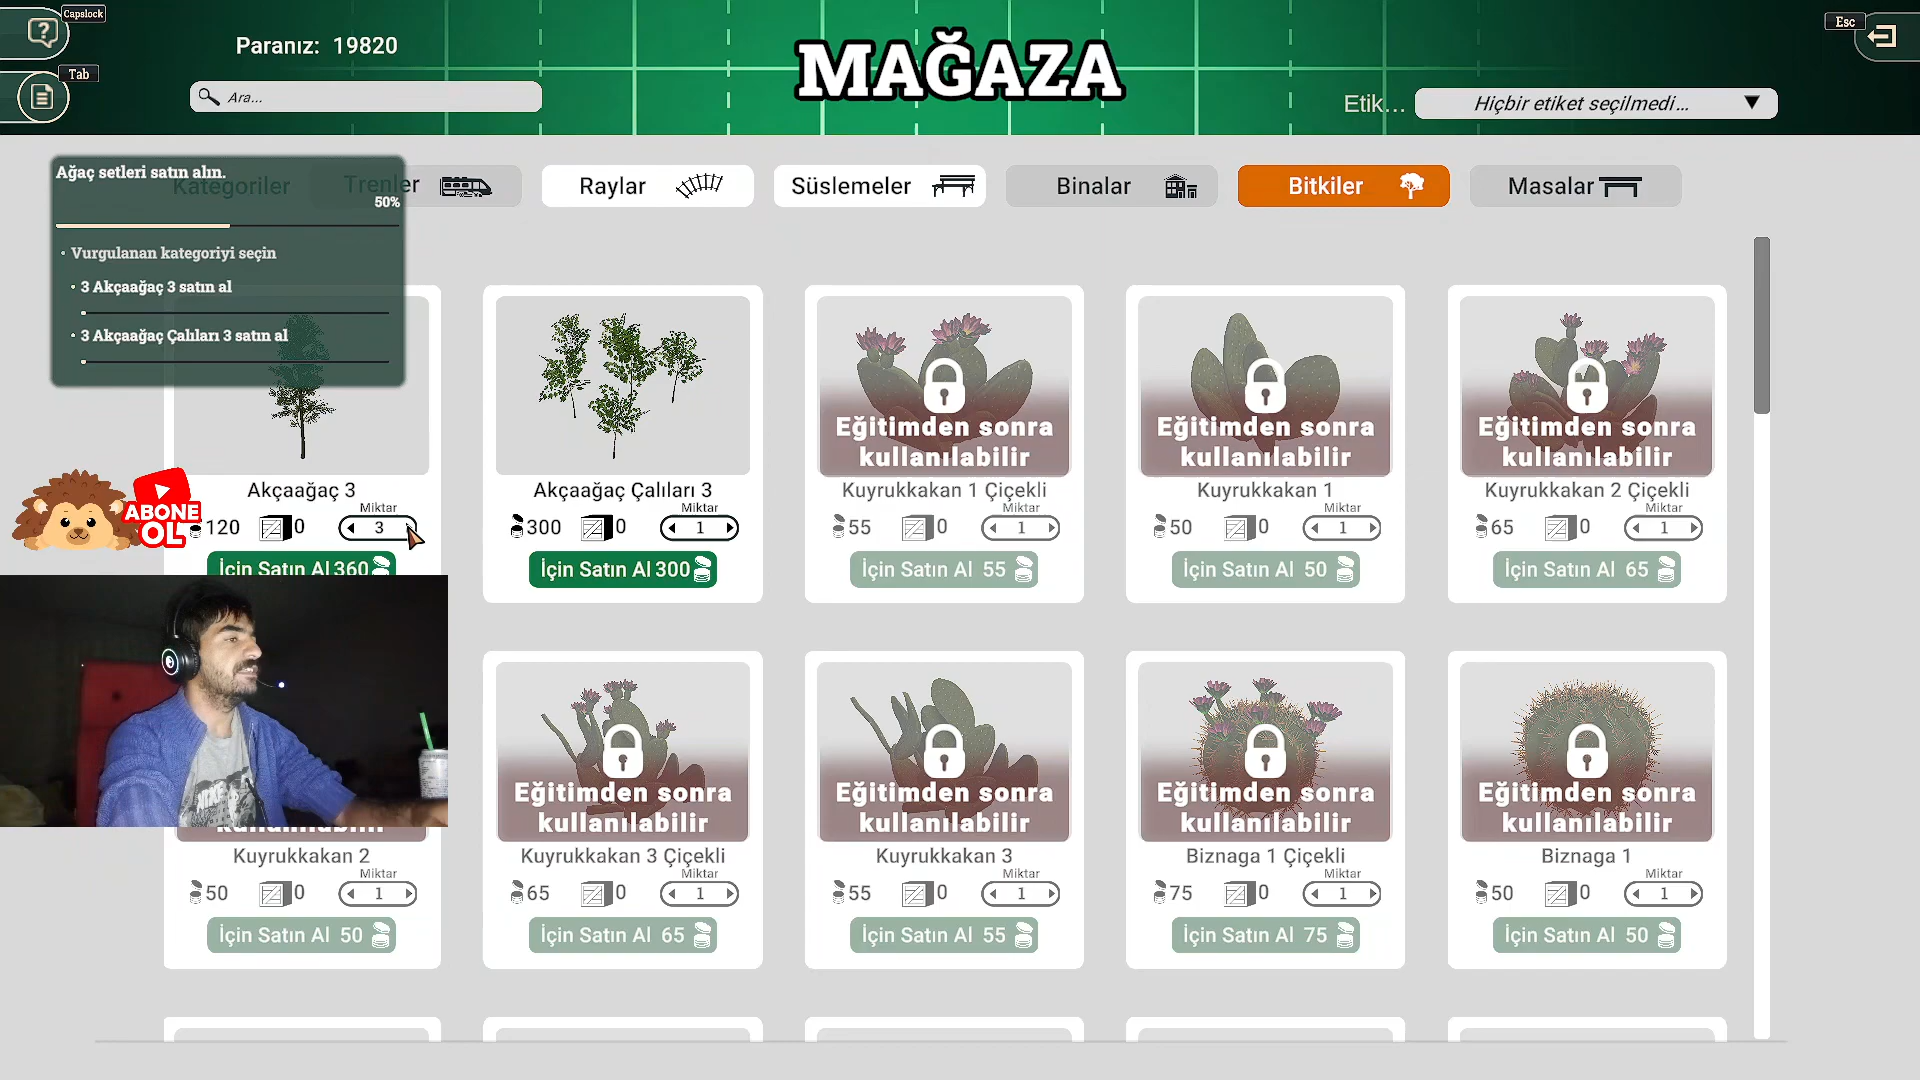 Capslock
Tab
Paranız: 19820
Ara...
MAĞAZA
Esc
Etik...
Hiçbir etiket seçilmedi...
Kategoriler
Trenler
Raylar
Süslemeler
Binalar
Bitkiler
Masalar
Ağaç setleri satın alın.
50%
Vurgulanan kategoriyi seçin
3 Akçaağaç 3 satın al
3 Akçaağaç Çalıları 3 satın al
Eğitimden sonra
kullanılabilir
Eğitimden sonra
kullanılabilir
Eğitimden sonra
kullanılabilir
Akçaağaç 3
Miktar
120 0 3
İçin Satın Al 360
Akçaağaç Çalıları 3
Miktar
300 0 1
İçin Satın Al 300
Kuyrukkakan 1 Çiçekli
Miktar
55 0 1
İçin Satın Al 55
Kuyrukkakan 1
Miktar
50 0 1
İçin Satın Al 50
Kuyrukkakan 2 Çiçekli
Miktar
65 0 1
İçin Satın Al 65
ABONE
OL
kullanılabilir
Kuyrukkakan 2
Miktar
50 0 1
İçin Satın Al 50
Eğitimden sonra
kullanılabilir
Kuyrukkakan 3 Çiçekli
Miktar
65 0 1
İçin Satın Al 65
Eğitimden sonra
kullanılabilir
Kuyrukkakan 3
Miktar
55 0 1
İçin Satın Al 55
Eğitimden sonra
kullanılabilir
Biznaga 1 Çiçekli
Miktar
75 0 1
İçin Satın Al 75
Eğitimden sonra
kullanılabilir
Biznaga 1
Miktar
50 0 1
İçin Satın Al 50